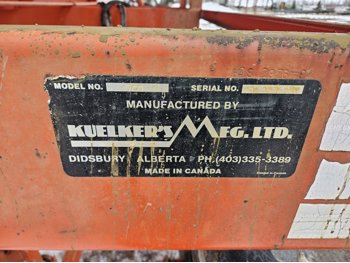 MODEL NO. SERIAL NO.
MANUFACTURED BY
KUELKER'S MFG. LTD.
DIDSBURY ALBERTA PH.(403)335-3389
MADE IN CANADA